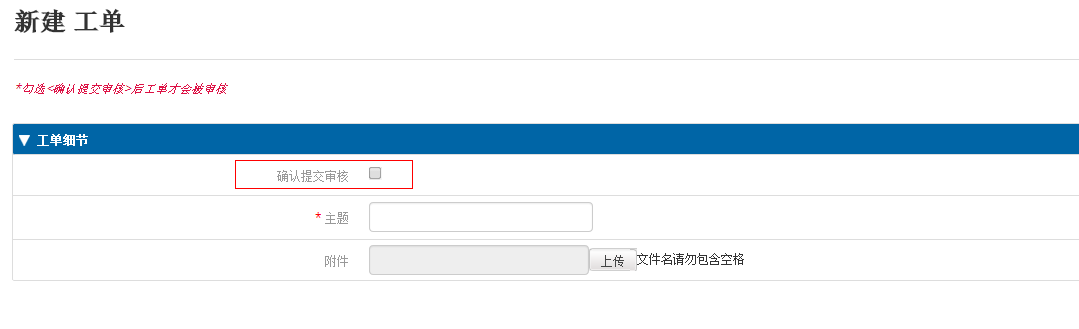 新建 工单
*勾选<确认提交审核>后工单才会被审核
▼ 工单细节
确认提交审核
* 主题
附件 上传 文件名请勿包含空格